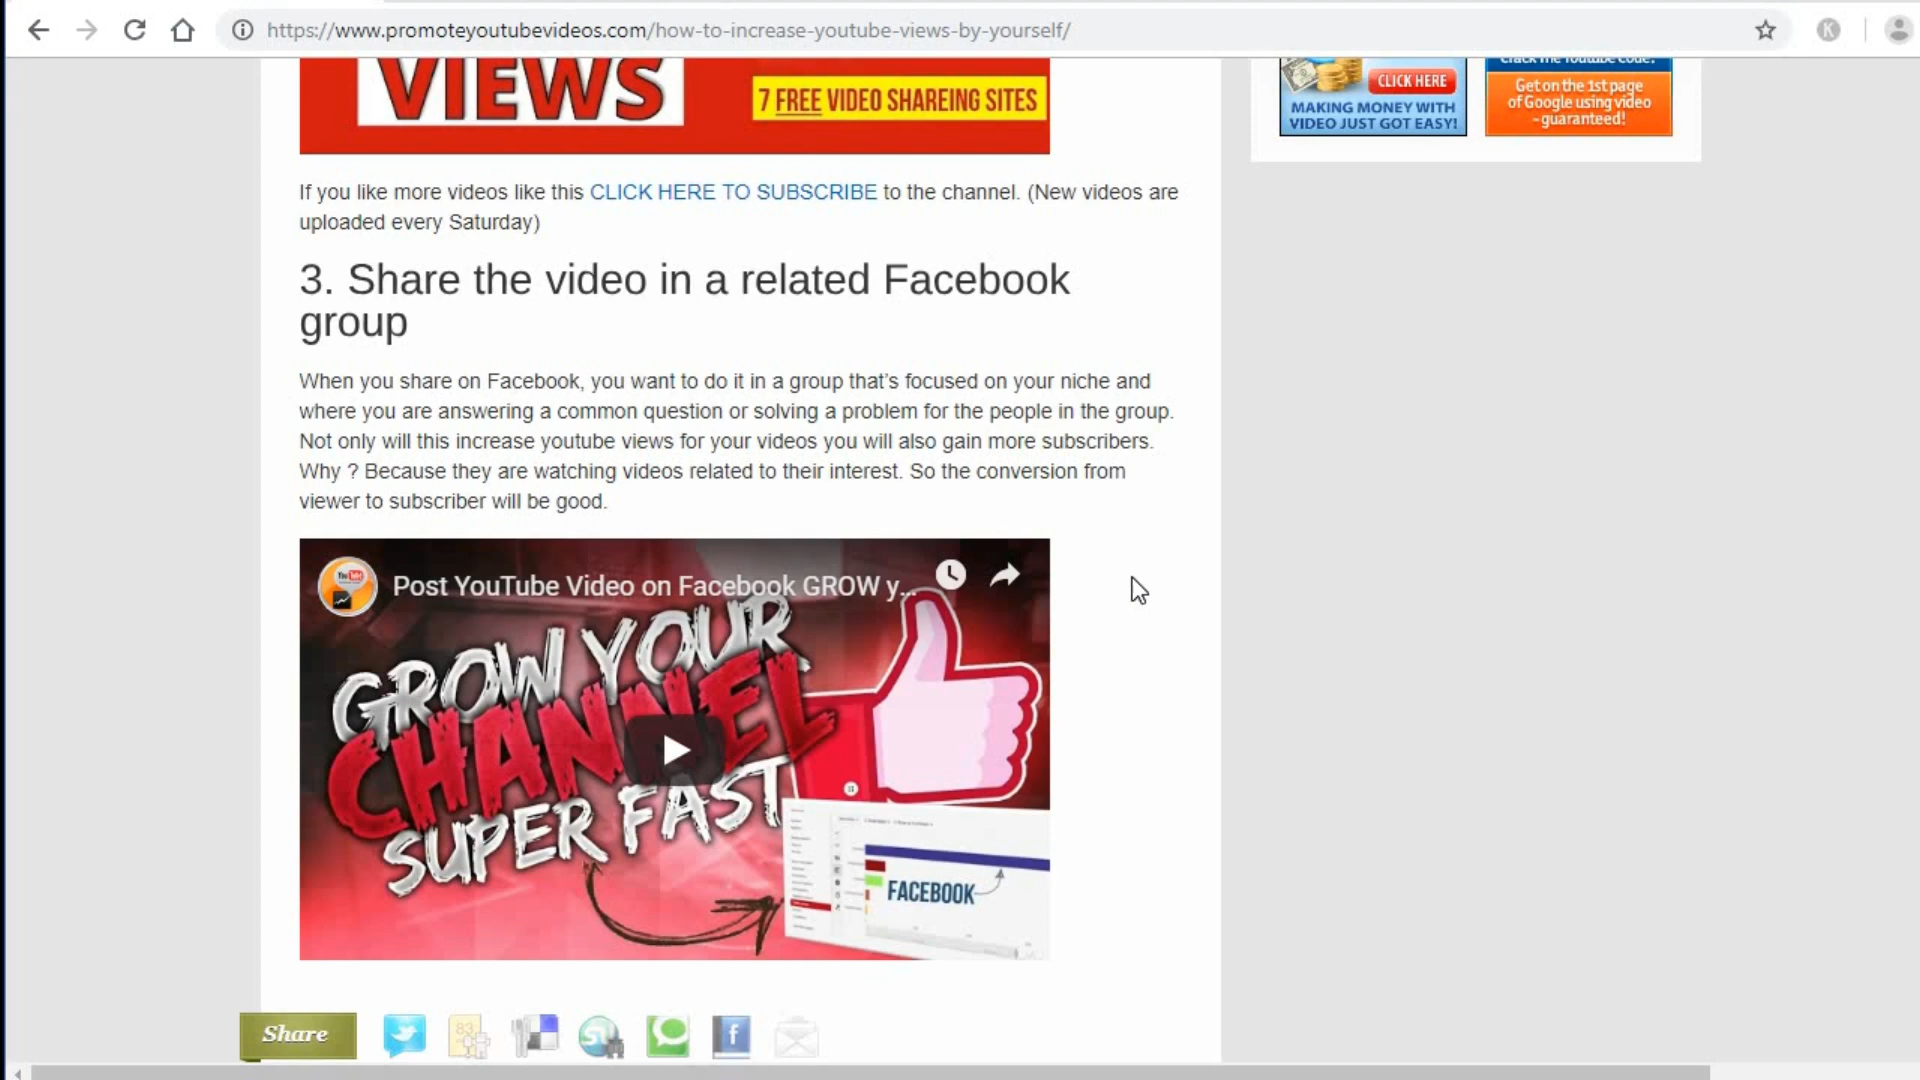 https://www.promoteyoutubevideos.com/how-to-increase-youtube-views-by-yourself/
VIEWS
7 FREE VIDEO SHAREING SITES
CLICK HERE
MAKING MONEY WITH
VIDEO JUST GOT EASY!
Crack The Youtube Code!
Get on the 1st page
of Google using video
- guaranteed!
If you like more videos like this CLICK HERE TO SUBSCRIBE to the channel. (New videos are
uploaded every Saturday)
3. Share the video in a related Facebook
group
When you share on Facebook, you want to do it in a group that’s focused on your niche and
where you are answering a common question or solving a problem for the people in the group.
Not only will this increase youtube views for your videos you will also gain more subscribers.
Why ? Because they are watching videos related to their interest. So the conversion from
viewer to subscriber will be good.
Post YouTube Video on Facebook GROW y...
GROW YOUR
CHANNEL
SUPER FAST
FACEBOOK
Share